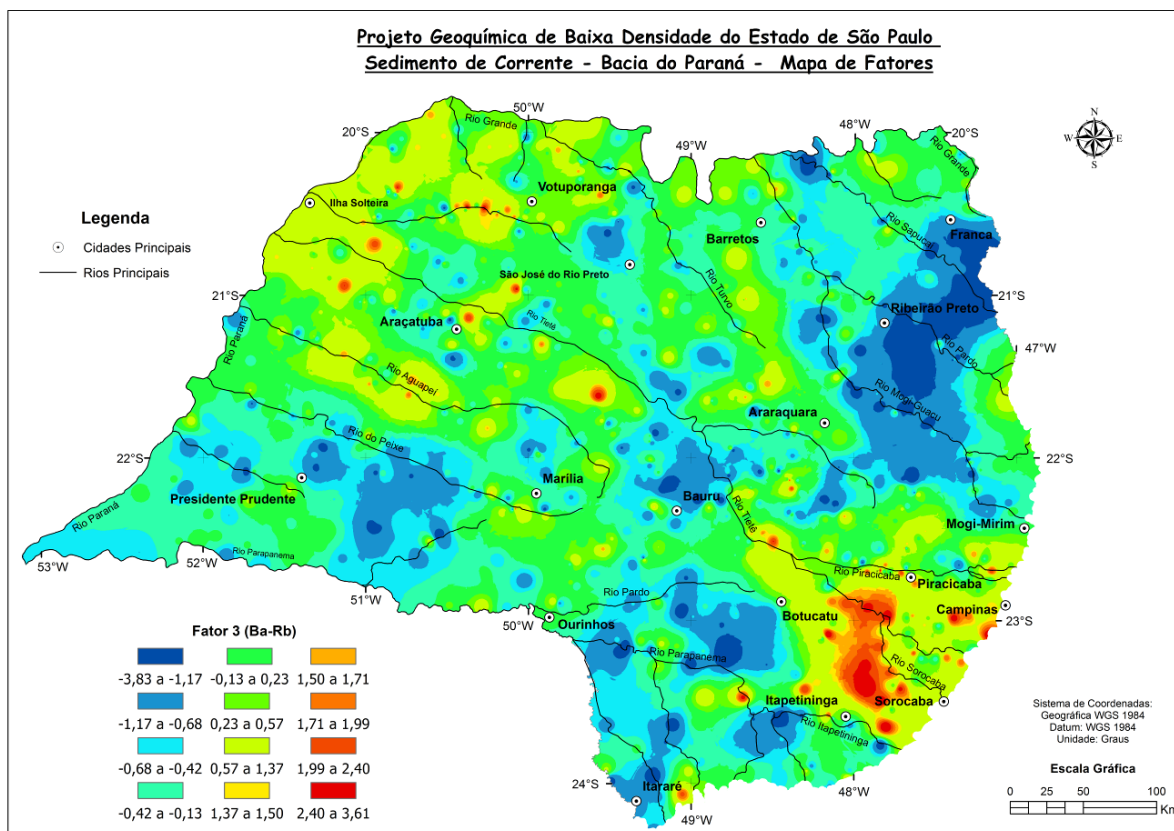 Projeto Geoquímica de Baixa Densidade do Estado de São Paulo
Sedimento de Corrente - Bacia do Paraná - Mapa de Fatores
50°W
N
W E
S
20°S
Rio Grande
49°W
48°W
20°S
Rio Grande
Legenda
Cidades Principais
Rios Principais
Ilha Solteira
Votuporanga
Barretos
Rio Sapucaí
Franca
São José do Rio Preto
Rio Turvo
21°S
21°S
Rio Paraná
Araçatuba
Rio Tietê
Ribeirão Preto
Rio Pardo
47°W
Rio Aguapeí
Rio Mogi-Guaçu
Araraquara
Rio do Peixe
22°S
22°S
Presidente Prudente
Marília
Bauru
Rio Tietê
Rio Paraná
Mogi-Mirim
53°W
52°W
Rio Parapanema
51°W
Rio Piracicaba
Piracicaba
Rio Pardo
Botucatu
Campinas
50°W
Ourinhos
23°S
Rio Parapanema
Rio Sorocaba
Itapetininga
Sorocaba
Rio Itapetininga
24°S
Itararé
48°W
49°W
Fator 3 (Ba-Rb)
-3,83 a -1,17 -0,13 a 0,23 1,50 a 1,71
-1,17 a -0,68 0,23 a 0,57 1,71 a 1,99
-0,68 a -0,42 0,57 a 1,37 1,99 a 2,40
-0,42 a -0,13 1,37 a 1,50 2,40 a 3,61
Sistema de Coordenadas:
Geográfica WGS 1984
Datum: WGS 1984
Unidade: Graus
Escala Gráfica
0 50 100
Km